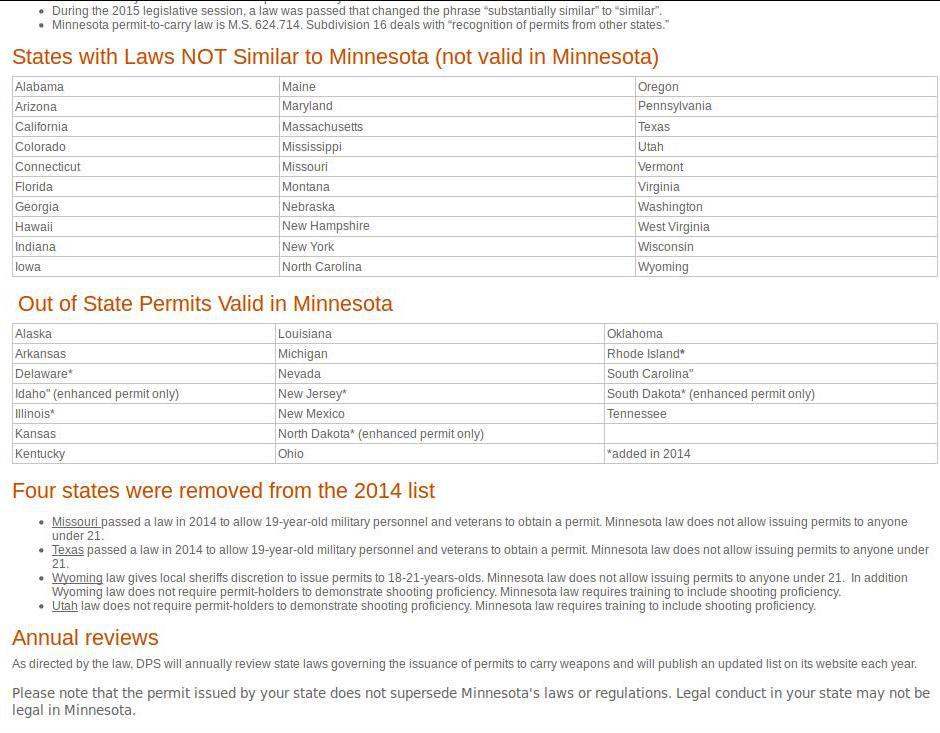 During the 2015 legislative session, a law was passed that changed the phrase “substantially similar” to “similar”.
Minnesota permit-to-carry law is M.S. 624.714. Subdivision 16 deals with “recognition of permits from other states.”
States with Laws NOT Similar to Minnesota (not valid in Minnesota)
Alabama Maine Oregon
Arizona Maryland Pennsylvania
California Massachusetts Texas
Colorado Mississippi Utah
Connecticut Missouri Vermont
Florida Montana Virginia
Georgia Nebraska Washington
Hawaii New Hampshire West Virginia
Indiana New York Wisconsin
Iowa North Carolina Wyoming
Out of State Permits Valid in Minnesota
Alaska Louisiana Oklahoma
Arkansas Michigan Rhode Island*
Delaware* Nevada South Carolina"
Idaho" (enhanced permit only) New Jersey* South Dakota* (enhanced permit only)
Illinois* New Mexico Tennessee
Kansas North Dakota* (enhanced permit only)
Kentucky Ohio *added in 2014
Four states were removed from the 2014 list
Missouri passed a law in 2014 to allow 19-year-old military personnel and veterans to obtain a permit. Minnesota law does not allow issuing permits to anyone
under 21.
Texas passed a law in 2014 to allow 19-year-old military personnel and veterans to obtain a permit. Minnesota law does not allow issuing permits to anyone under
21.
Wyoming law gives local sheriffs discretion to issue permits to 18-21-years-olds. Minnesota law does not allow issuing permits to anyone under 21. In addition
Wyoming law does not require permit-holders to demonstrate shooting proficiency. Minnesota law requires training to include shooting proficiency.
Utah law does not require permit-holders to demonstrate shooting proficiency. Minnesota law requires training to include shooting proficiency.
Annual reviews
As directed by the law, DPS will annually review state laws governing the issuance of permits to carry weapons and will publish an updated list on its website each year.
Please note that the permit issued by your state does not supersede Minnesota's laws or regulations. Legal conduct in your state may not be
legal in Minnesota.